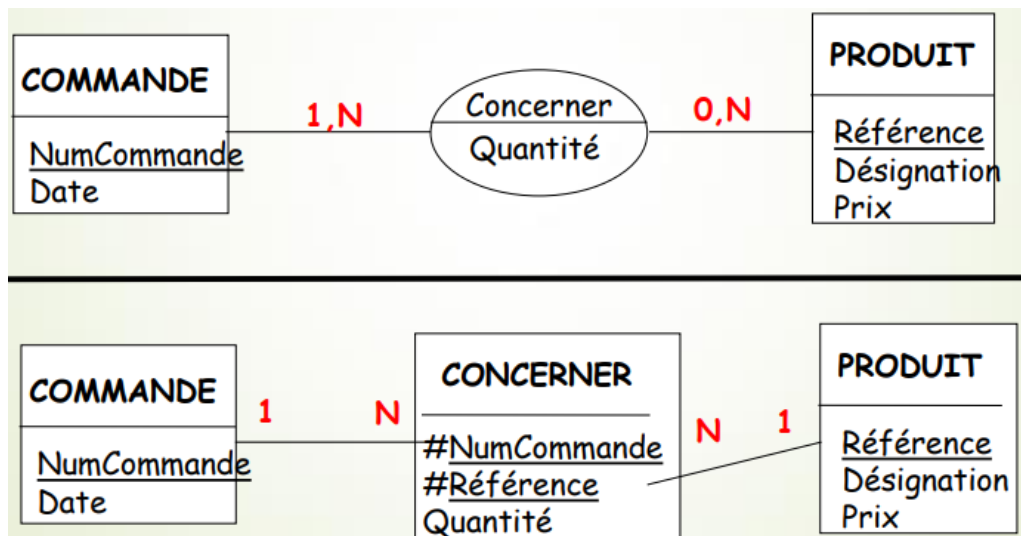 COMMANDE
NumCommande
Date
1,N
Concerner
Quantité
0,N
PRODUIT
Référence
Désignation
Prix
COMMANDE
NumCommande
Date
1
N
CONCERNER
#NumCommande
#Référence
Quantité
N
1
PRODUIT
Référence
Désignation
Prix